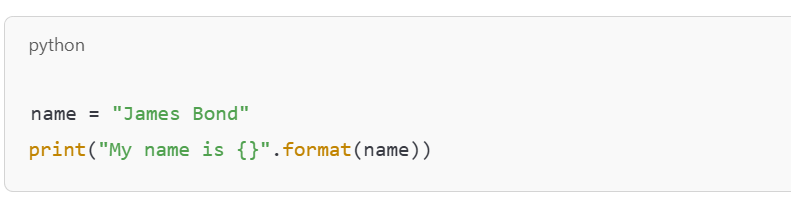 python
name = "James Bond"
print("My name is {}".format(name))